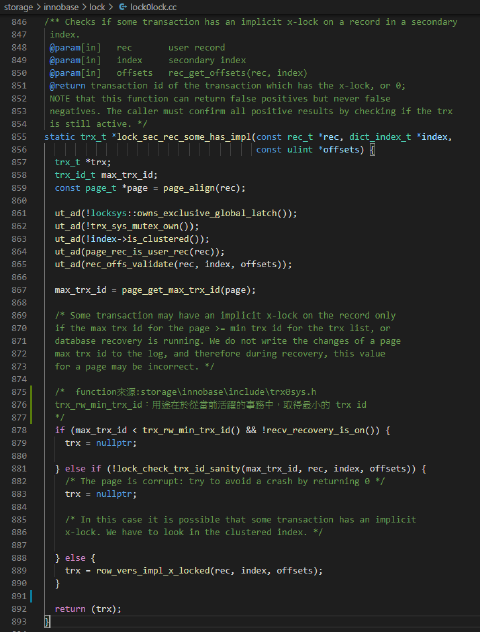 storage > innobase > lock > lock0lock.cc
846 /** Checks if some transaction has an implicit x-lock on a record in a secondary
847 index.
848 @param[in]   rec       user record
849 @param[in]   index     secondary index
850 @param[in]   offsets   rec_get_offsets(rec, index)
851 @return transaction id of the transaction which has the x-lock, or 0;
852 NOTE that this function can return false positives but never false
853 negatives. The caller must confirm all positive results by checking if the trx
854 is still active. */
855 static trx_t *lock_sec_rec_some_has_impl(const rec_t *rec, dict_index_t *index,
856                                          const ulint *offsets) {
857   trx_t *trx;
858   trx_id_t max_trx_id;
859   const page_t *page = page_align(rec);
860
861   ut_ad(!locksys::owns_exclusive_global_latch());
862   ut_ad(!trx_sys_mutex_own());
863   ut_ad(!index->is_clustered());
864   ut_ad(page_rec_is_user_rec(rec));
865   ut_ad(rec_offs_validate(rec, index, offsets));
866
867   max_trx_id = page_get_max_trx_id(page);
868
869   /* Some transaction may have an implicit x-lock on the record only
870   if the max trx id for the page >= min trx id for the trx list, or
871   database recovery is running. We do not write the changes of a page
872   max trx id to the log, and therefore during recovery, this value
873   for a page may be incorrect. */
874
875   /*  function來源:storage\innobase\include\trx0sys.h
876   trx_rw_min_trx_id：用途在於從當前活躍的事務中，取得最小的 trx id
877   */
878   if (max_trx_id < trx_rw_min_trx_id() && !recv_recovery_is_on()) {
879     trx = nullptr;
880
881   } else if (!lock_check_trx_id_sanity(max_trx_id, rec, index, offsets)) {
882     /* The page is corrupt: try to avoid a crash by returning 0 */
883     trx = nullptr;
884
885     /* In this case it is possible that some transaction has an implicit
886     x-lock. We have to look in the clustered index. */
887
888   } else {
889     trx = row_vers_impl_x_locked(rec, index, offsets);
890   }
891
892   return (trx);
893 }